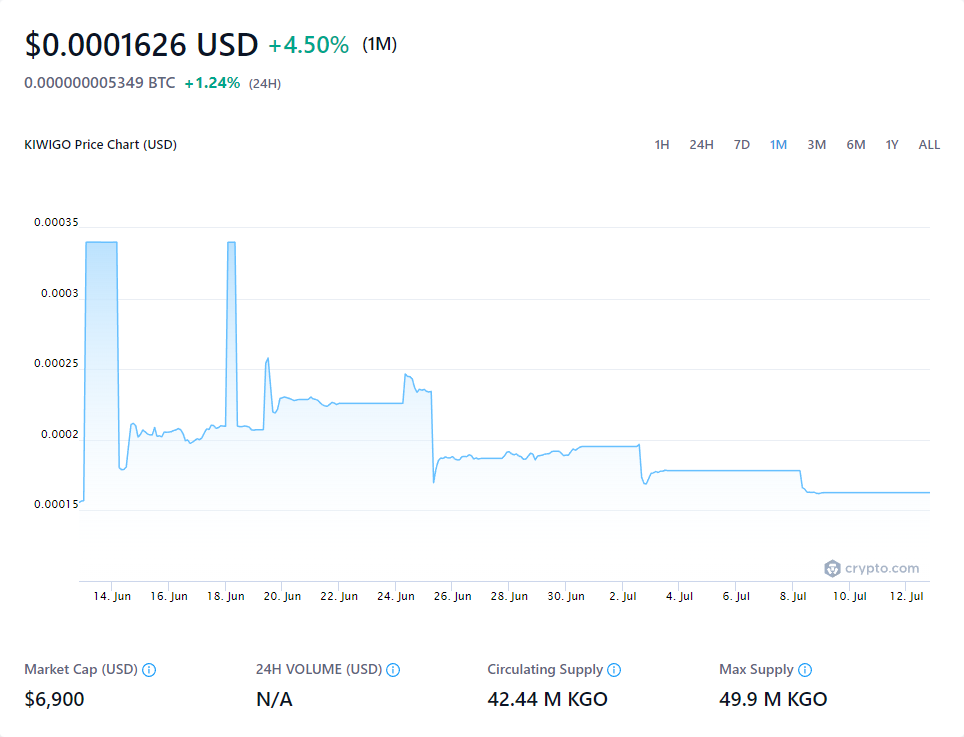 $0.0001626 USD +4.50% (1M)
0.000000005349 BTC +1.24% (24H)
KIWIGO Price Chart (USD)
1H 24H 7D 1M 3M 6M 1Y ALL
0.00035
0.0003
0.00025
0.0002
0.00015
crypto.com
14. Jun 16. Jun 18. Jun 20. Jun 22. Jun 24. Jun 26. Jun 28. Jun 30. Jun 2. Jul 4. Jul 6. Jul 8. Jul 10. Jul 12. Jul
Market Cap (USD) 24H VOLUME (USD) Circulating Supply Max Supply
$6,900 N/A 42.44 M KGO 49.9 M KGO